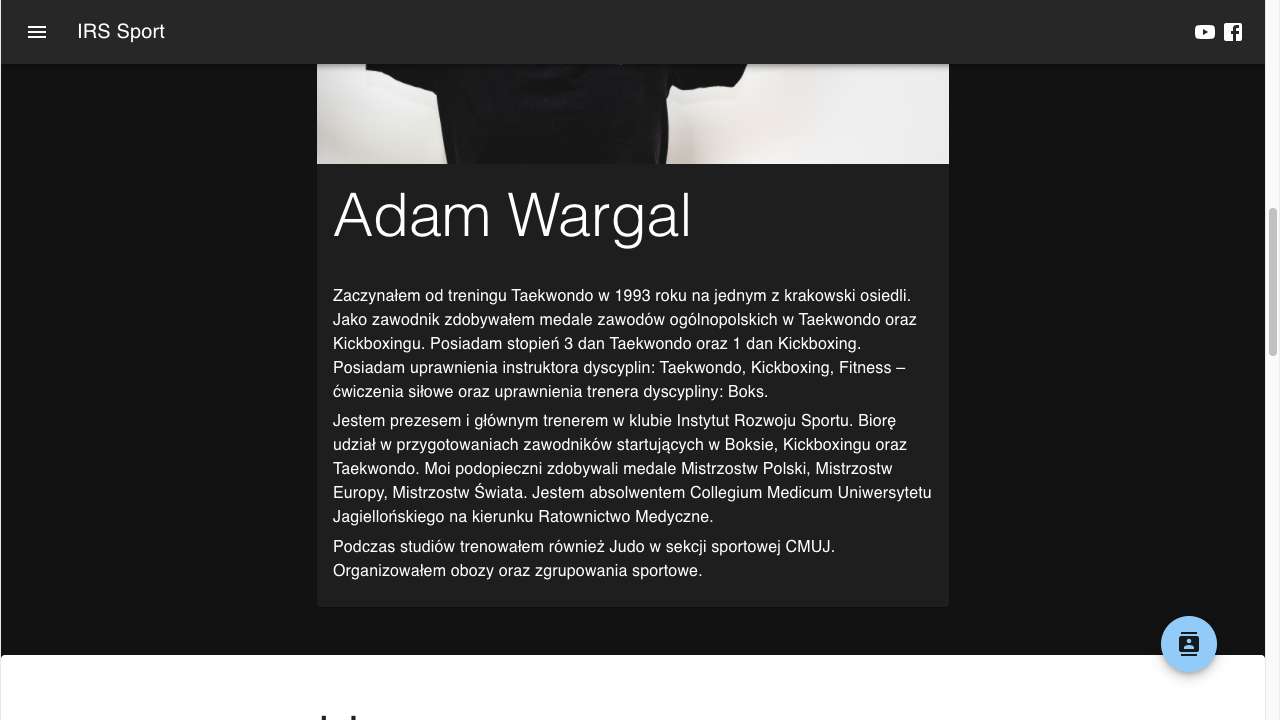 IRS Sport
Adam Wargal
Zaczynałem od treningu Taekwondo w 1993 roku na jednym z krakowski osiedli.
Jako zawodnik zdobywałem medale zawodów ogólnopolskich w Taekwondo oraz
Kickboxingu. Posiadam stopień 3 dan Taekwondo oraz 1 dan Kickboxing.
Posiadam uprawnienia instruktora dyscyplin: Taekwondo, Kickboxing, Fitness –
ćwiczenia siłowe oraz uprawnienia trenera dyscypliny: Boks.
Jestem prezesem i głównym trenerem w klubie Instytut Rozwoju Sportu. Biorę
udział w przygotowaniach zawodników startujących w Boksie, Kickboxingu oraz
Taekwondo. Moi podopieczni zdobywali medale Mistrzostw Polski, Mistrzostw
Europy, Mistrzostw Świata. Jestem absolwentem Collegium Medicum Uniwersytetu
Jagiellońskiego na kierunku Ratownictwo Medyczne.
Podczas studiów trenowałem również Judo w sekcji sportowej CMUJ.
Organizowałem obozy oraz zgrupowania sportowe.